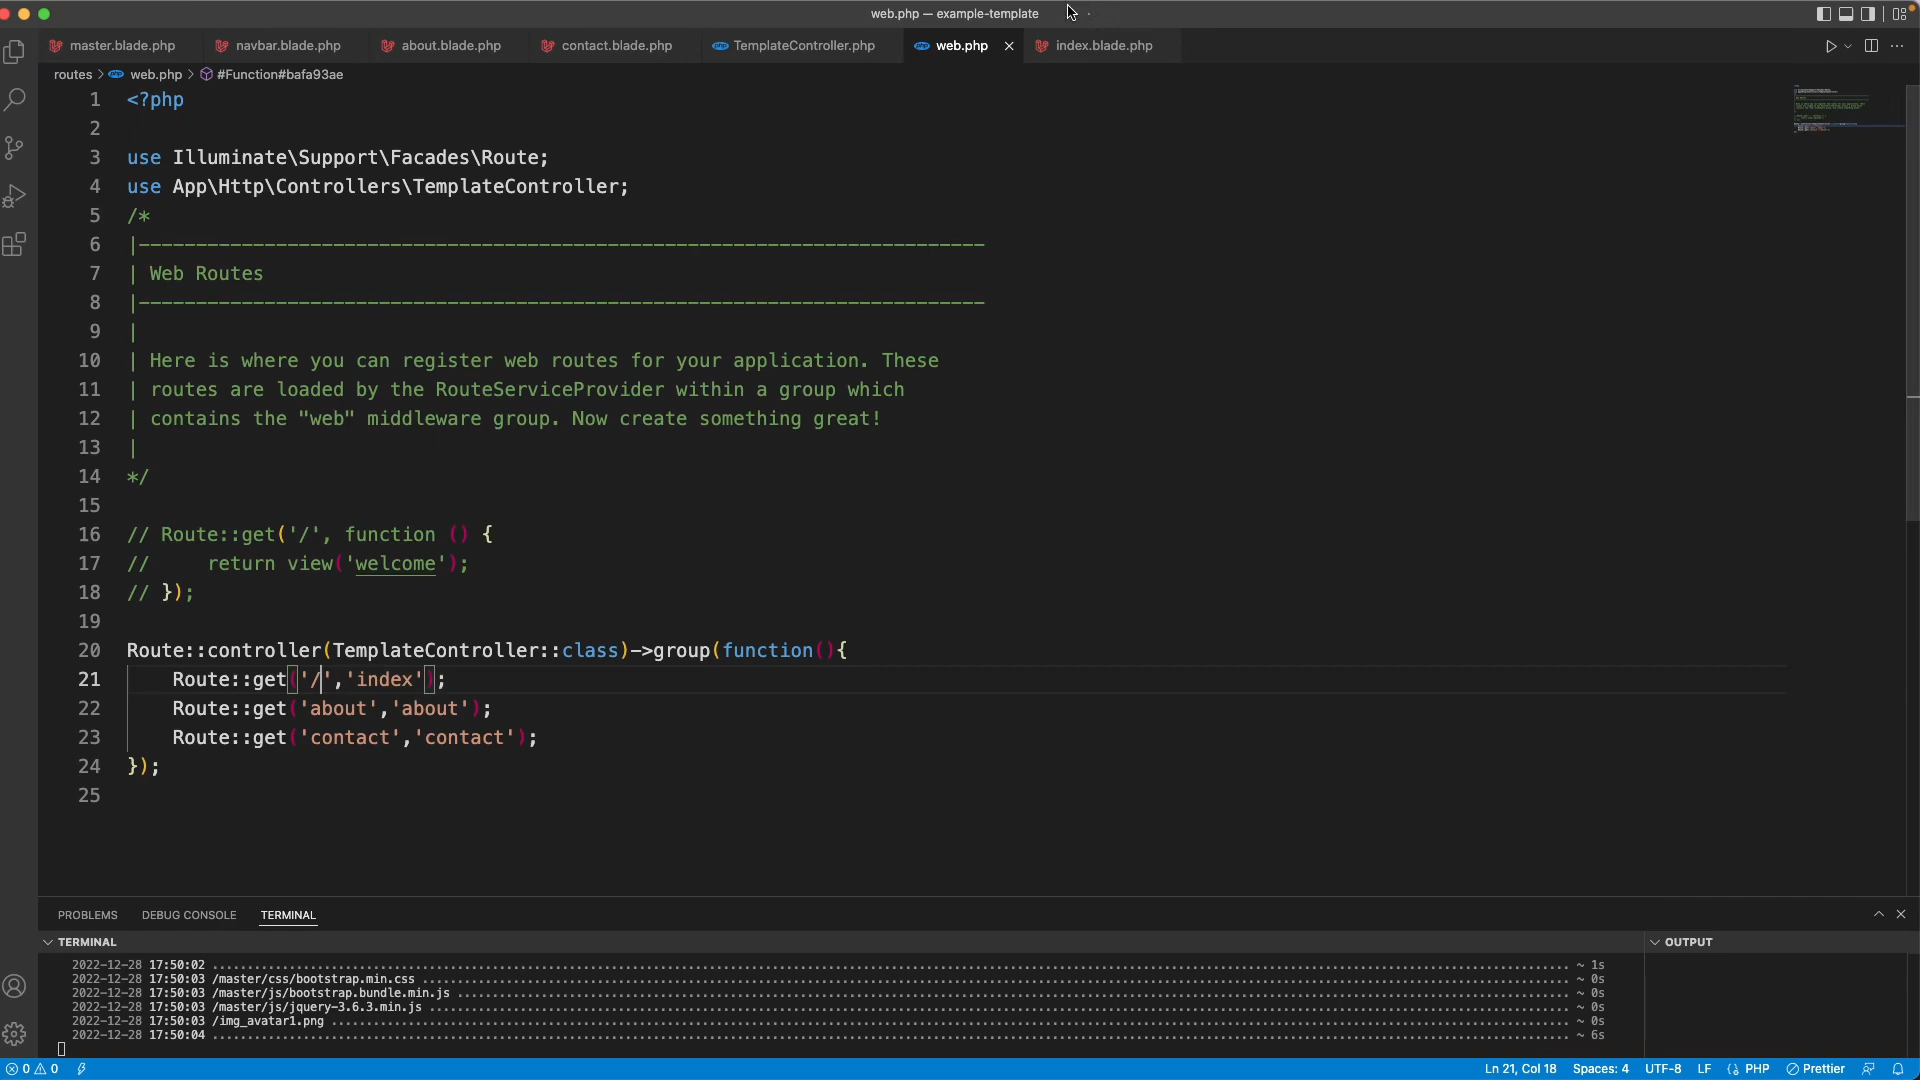 web.php — example-template
master.blade.php navbar.blade.php about.blade.php contact.blade.php TemplateController.php web.php index.blade.php
routes > web.php > #Function#bafa93ae
1 <?php
2
3 use Illuminate\Support\Facades\Route;
4 use App\Http\Controllers\TemplateController;
5 /*
6 |--------------------------------------------------------------------------
7 | Web Routes
8 |--------------------------------------------------------------------------
9 |
10 | Here is where you can register web routes for your application. These
11 | routes are loaded by the RouteServiceProvider within a group which
12 | contains the "web" middleware group. Now create something great!
13 |
14 */
15
16 // Route::get('/', function () {
17 //     return view('welcome');
18 // });
19
20 Route::controller(TemplateController::class)->group(function(){
21     Route::get('/','index');
22     Route::get('about','about');
23     Route::get('contact','contact');
24 });
25
PROBLEMS DEBUG CONSOLE TERMINAL
TERMINAL OUTPUT
2022-12-28 17:50:02 ........ ~ 1s
2022-12-28 17:50:03 /master/css/bootstrap.min.css ........ ~ 0s
2022-12-28 17:50:03 /master/js/bootstrap.bundle.min.js ........ ~ 0s
2022-12-28 17:50:03 /master/js/jquery-3.6.3.min.js ........ ~ 0s
2022-12-28 17:50:03 /img_avatar1.png ........ ~ 0s
2022-12-28 17:50:04 ........ ~ 6s
0 0 Ln 21, Col 18 Spaces: 4 UTF-8 LF PHP Prettier